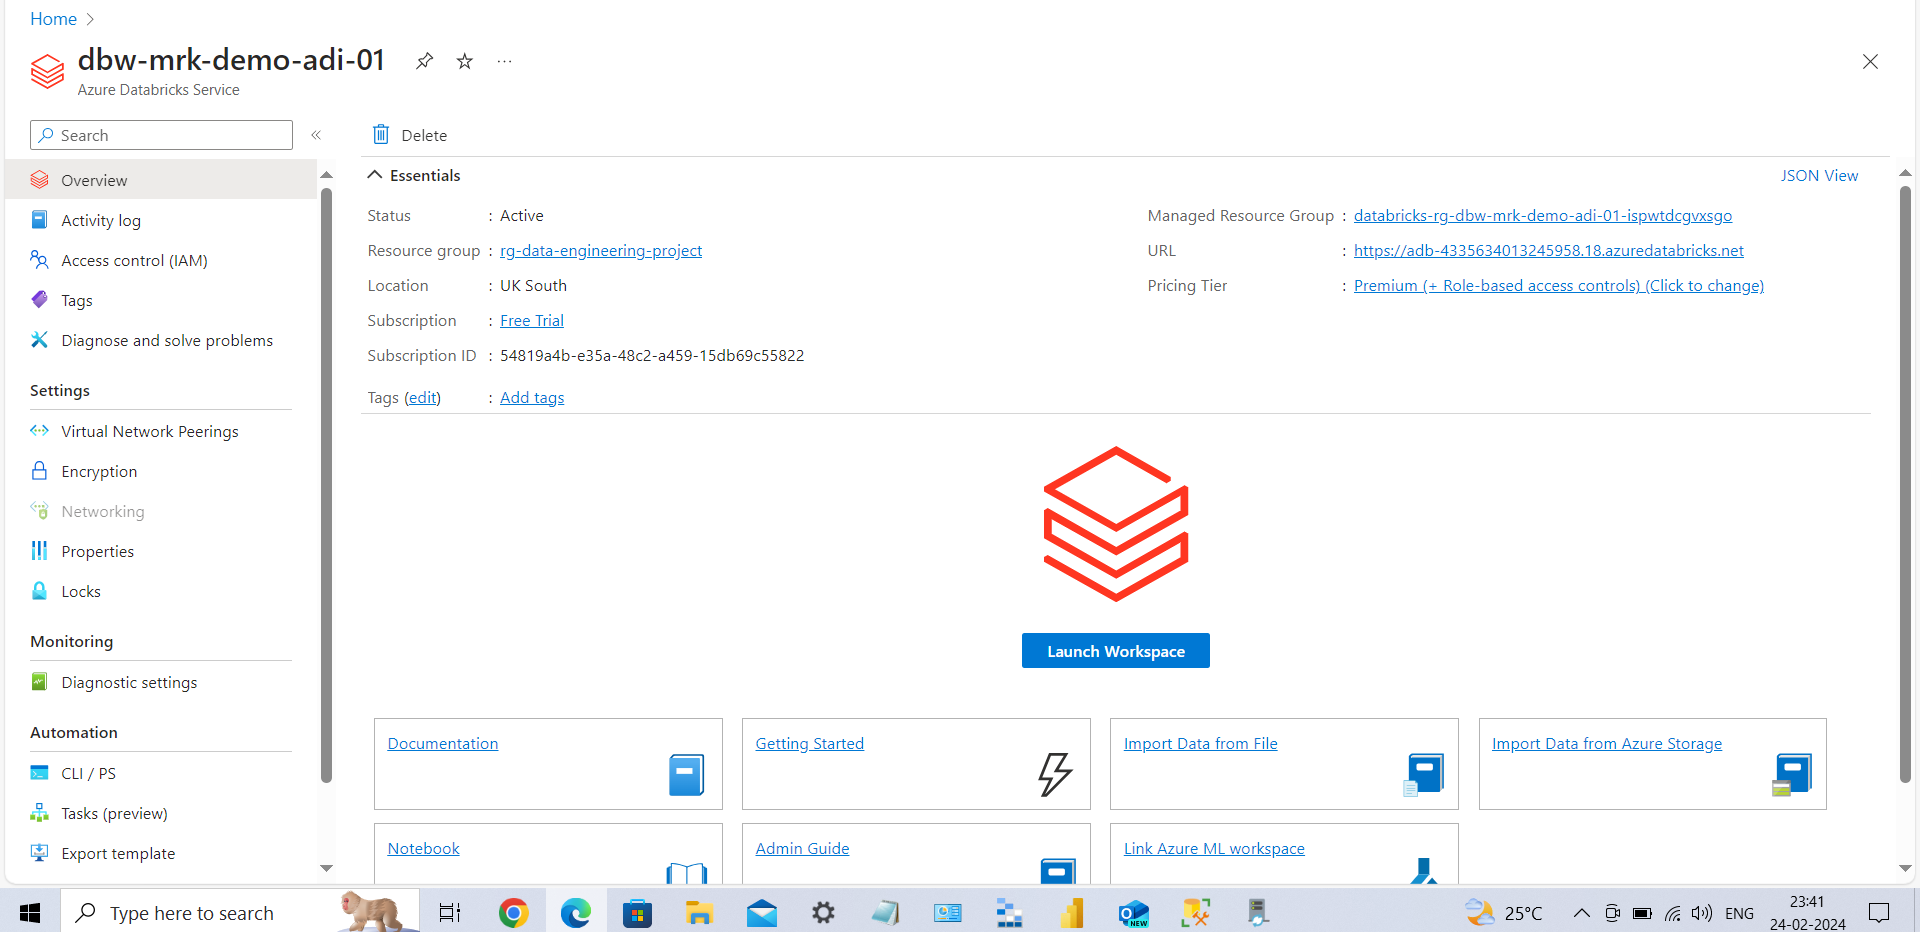 Home
dbw-mrk-demo-adi-01
Azure Databricks Service
Search
Delete
Overview
Activity log
Access control (IAM)
Tags
Diagnose and solve problems
Settings
Virtual Network Peerings
Encryption
Networking
Properties
Locks
Monitoring
Diagnostic settings
Automation
CLI / PS
Tasks (preview)
Export template
Essentials
JSON View
Status : Active
Resource group : rg-data-engineering-project
Location : UK South
Subscription : Free Trial
Subscription ID : 54819a4b-e35a-48c2-a459-15db69c55822
Tags (edit) : Add tags
Managed Resource Group : databricks-rg-dbw-mrk-demo-adi-01-ispwtdcgvxsgo
URL : https://adb-4335634013245958.18.azuredatabricks.net
Pricing Tier : Premium (+ Role-based access controls) (Click to change)
Launch Workspace
Documentation
Getting Started
Import Data from File
Import Data from Azure Storage
Notebook
Admin Guide
Link Azure ML workspace
Type here to search
NEW
25°C
ENG
23:41
24-02-2024